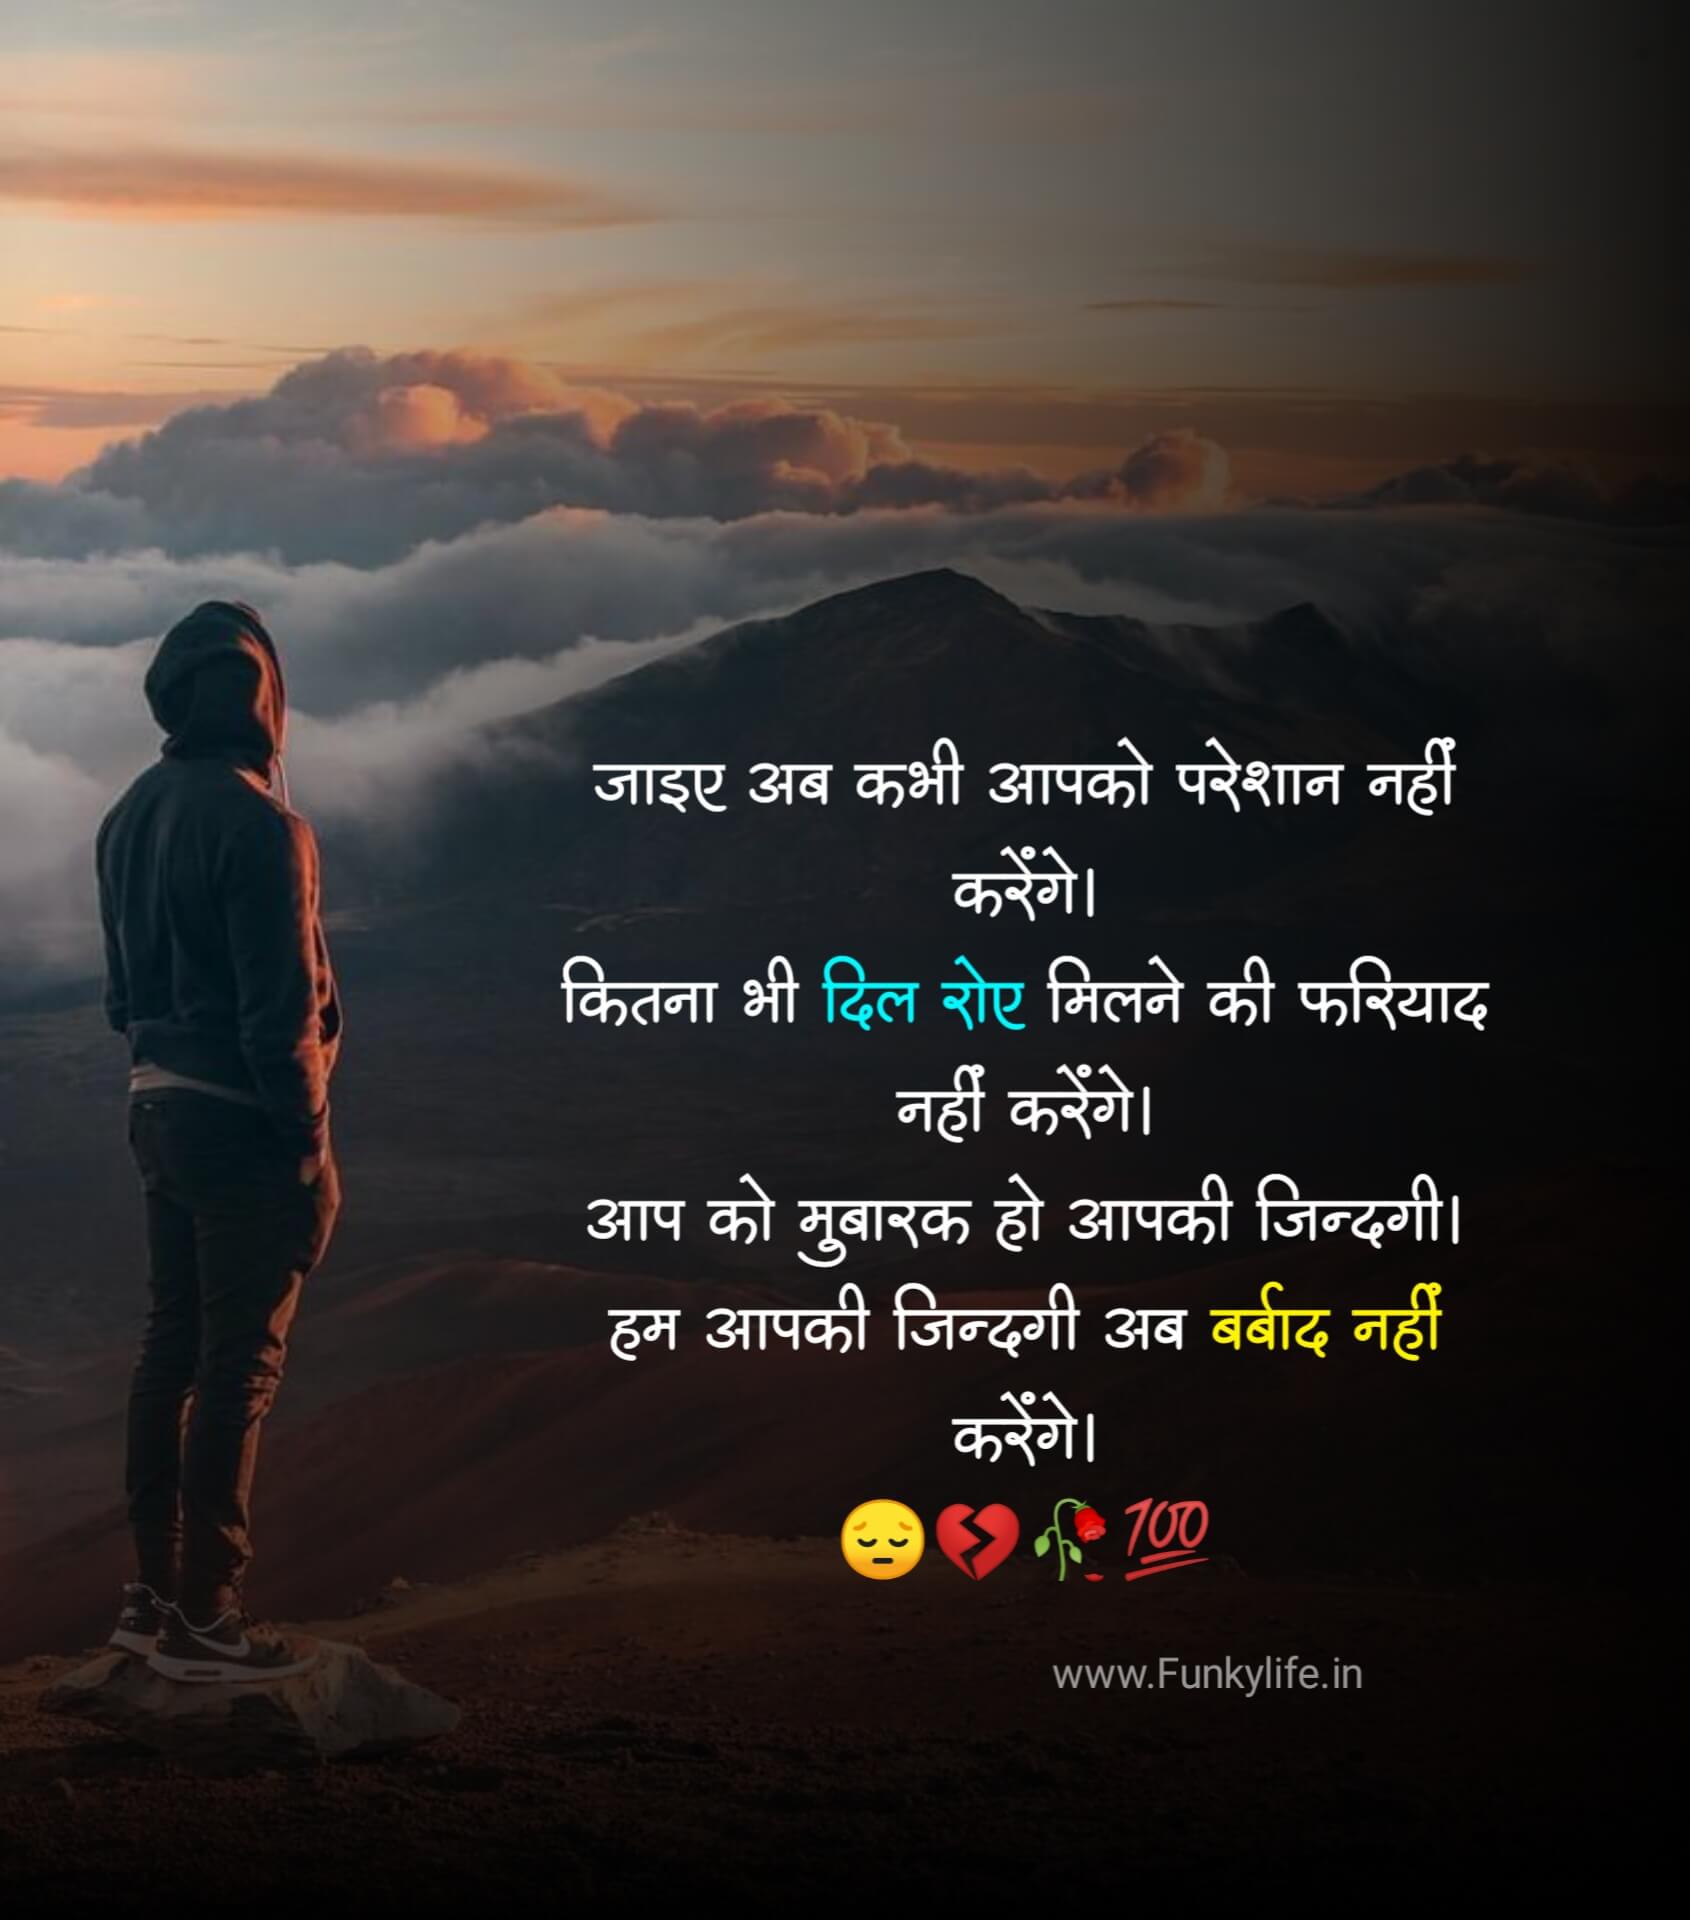 जाइए अब कभी आपको परेशान नहीं
करेंगे।
कितना भी दिल रोए मिलने की फरियाद
नहीं करेंगे।
आप को मुबारक हो आपकी जिन्दगी।
हम आपकी जिन्दगी अब बर्बाद नहीं
करेंगे।
😔💔🥀💯
www.Funkylife.in